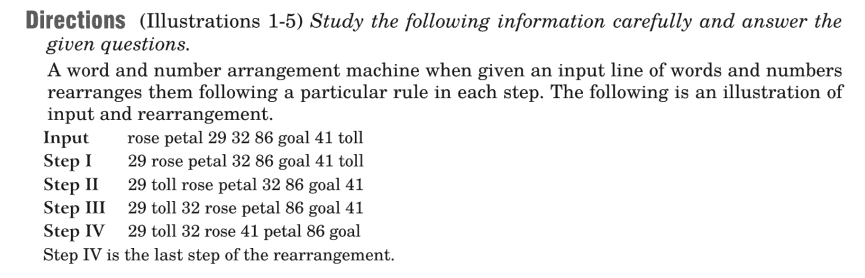 Directions (Illustrations 1-5) Study the following information carefully and answer the
given questions.
A word and number arrangement machine when given an input line of words and numbers
rearranges them following a particular rule in each step. The following is an illustration of
input and rearrangement.
Input rose petal 29 32 86 goal 41 toll
Step I 29 rose petal 32 86 goal 41 toll
Step II 29 toll rose petal 32 86 goal 41
Step III 29 toll 32 rose petal 86 goal 41
Step IV 29 toll 32 rose 41 petal 86 goal
Step IV is the last step of the rearrangement.